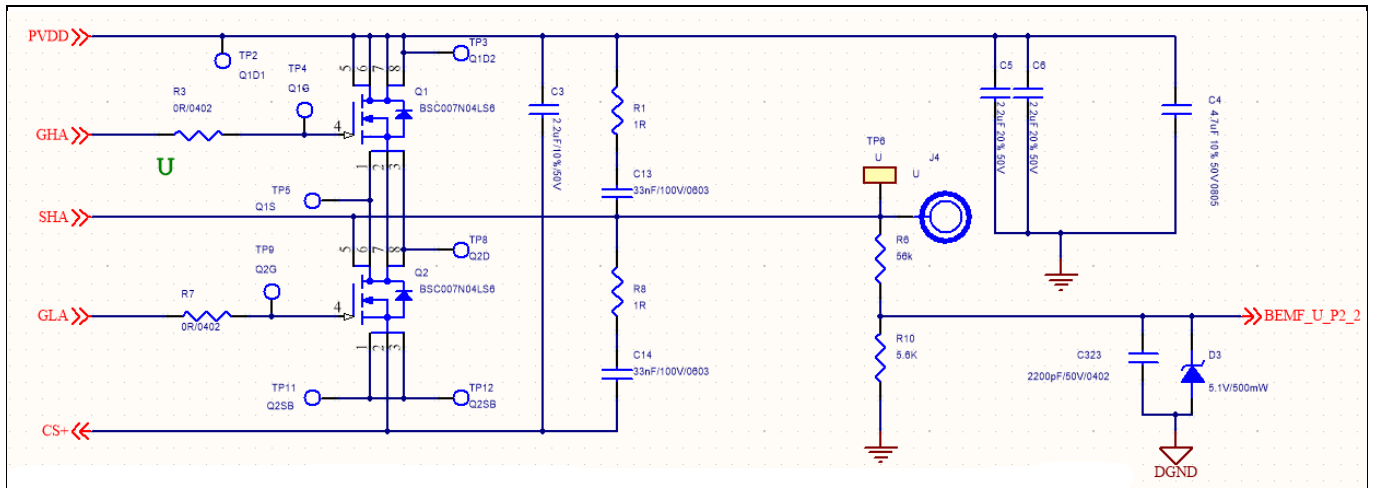 PVDD
TP2
Q1D1
TP3
Q1D2
5
6
7
8
TP4
Q1G
Q1
BSC007N04LS6
R3
0R/0402
GHA
4
1
2
3
U
TP5
Q1S
C3
2.2uF/10%/50V
R1
1R
C13
33nF/100V/0603
C5
2.2uF 20% 50V
C6
2.2uF 20% 50V
C4
4.7uF 10% 50V0805
TP6
U
J4
U
SHA
5
6
7
8
TP8
Q2D
TP9
Q2G
Q2
BSC007N04LS6
R7
0R/0402
GLA
4
1
2
3
R8
1R
C14
33nF/100V/0603
R6
56k
R10
5.6K
BEMF_U_P2_2
C323
2200pF/50V/0402
D3
5.1V/500mW
TP11
Q2SB
TP12
Q2SB
CS+
DGND